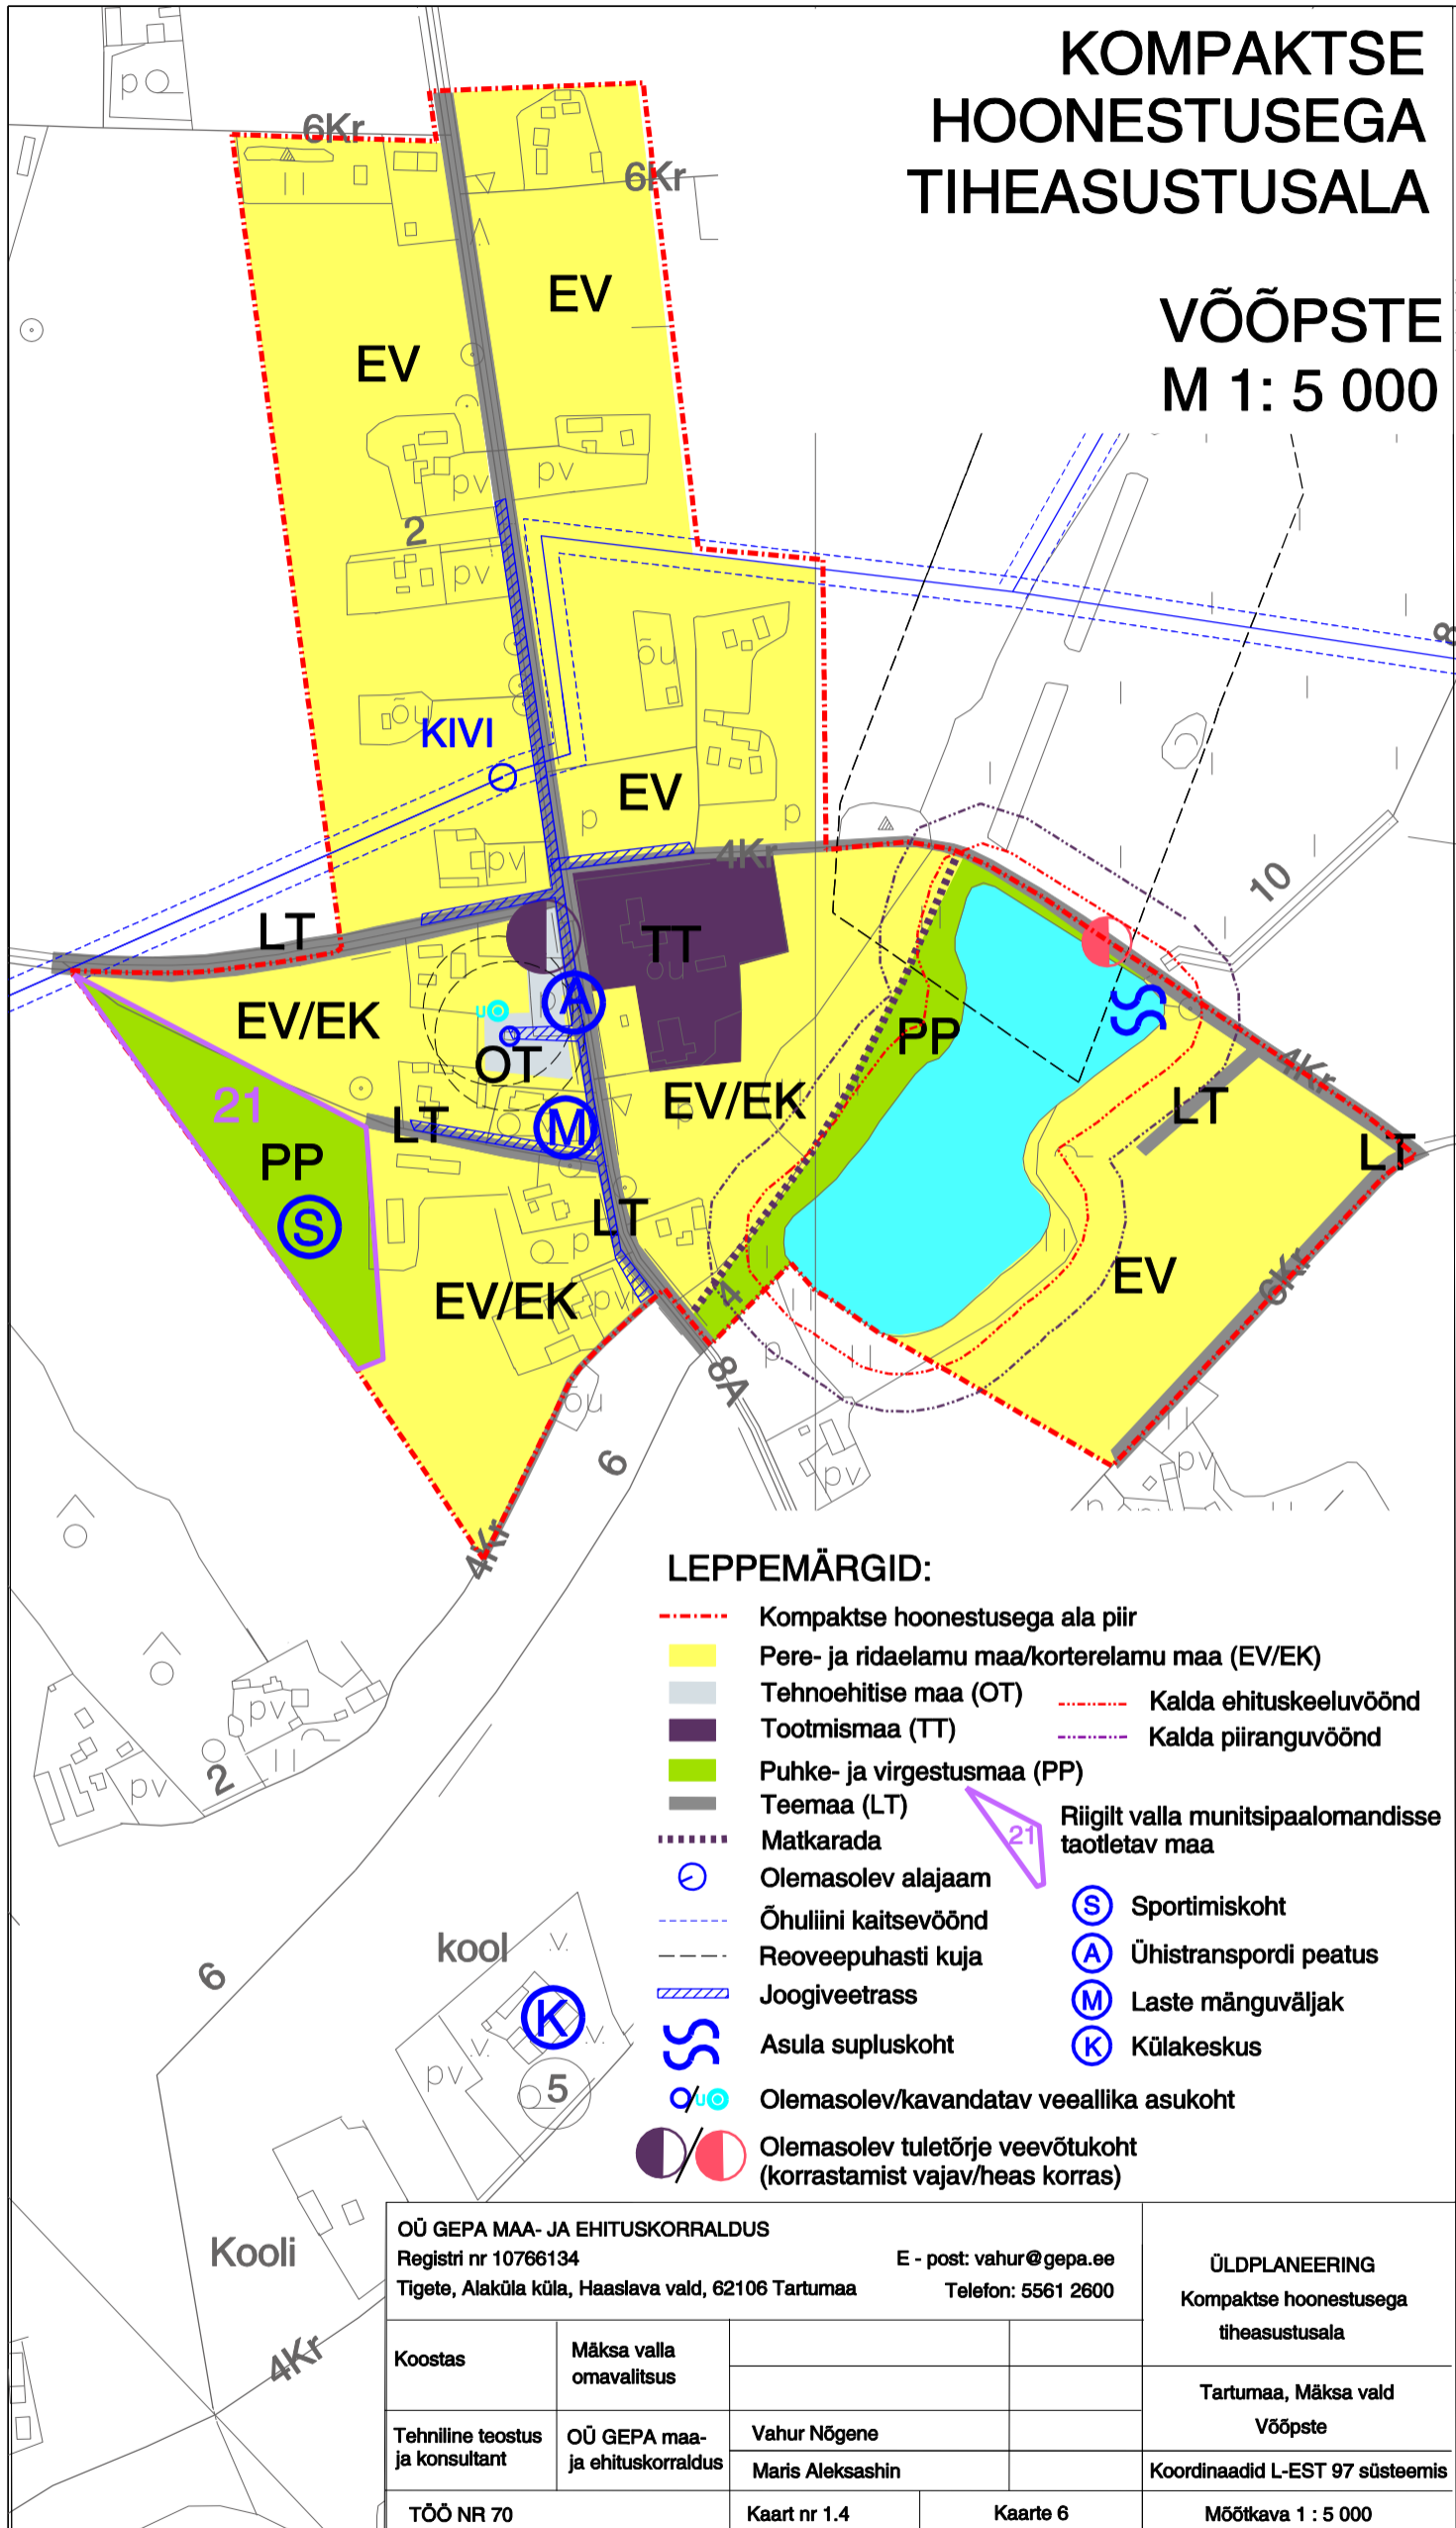 KOMPAKTSE
HOONESTUSEGA
TIHEASUSTUSALA
VÕÕPSTE
M 1: 5 000
6Kr
6Kr
EV
EV
pv
pv
2
pv
õu
õu
KIVI
8
EV
p
p
pv
4Kr
10
LT
TT
õu
EV/EK
u
A
OT
PP
EV/EK
p
4Kr
LT
LT
21
LT
M
PP
S
LT
p
EV
6Kr
EV/EK
pv
4
p
8A
õu
6
pv
pv
p
4Kr
LEPPEMÄRGID:
Kompaktse hoonestusega ala piir
Pere- ja ridaelamu maa/korterelamu maa (EV/EK)
Tehnoehitise maa (OT)
Kalda ehituskeeluvöönd
Tootmismaa (TT)
Kalda piiranguvöönd
Puhke- ja virgestusmaa (PP)
Teemaa (LT)
21
Riigilt valla munitsipaalomandisse
taotletav maa
Matkarada
Olemasolev alajaam
S Sportimiskoht
Õhuliini kaitsevöönd
A Ühistranspordi peatus
Reoveepuhasti kuja
Joogiveetrass
M Laste mänguväljak
Asula supluskoht
K Külakeskus
u Olemasolev/kavandatav veeallika asukoht
Olemasolev tuletõrje veevõtukoht
(korrastamist vajav/heas korras)
pv
pv
2
6
kool
.V.
K
.V.
.V.
pv
5
Kooli
4Kr
OÜ GEPA MAA- JA EHITUSKORRALDUS
Registri nr 10766134
E - post: vahur@gepa.ee
Tigete, Alaküla küla, Haaslava vald, 62106 Tartumaa
Telefon: 5561 2600
ÜLDPLANEERING
Kompaktse hoonestusega
tiheasustusala
Koostas
Mäksa valla
omavalitsus
Tartumaa, Mäksa vald
Võõpste
Tehniline teostus
ja konsultant
OÜ GEPA maa-
ja ehituskorraldus
Vahur Nõgene
Maris Aleksashin
Koordinaadid L-EST 97 süsteemis
TÖÖ NR 70
Kaart nr 1.4
Kaarte 6
Mõõtkava 1 : 5 000